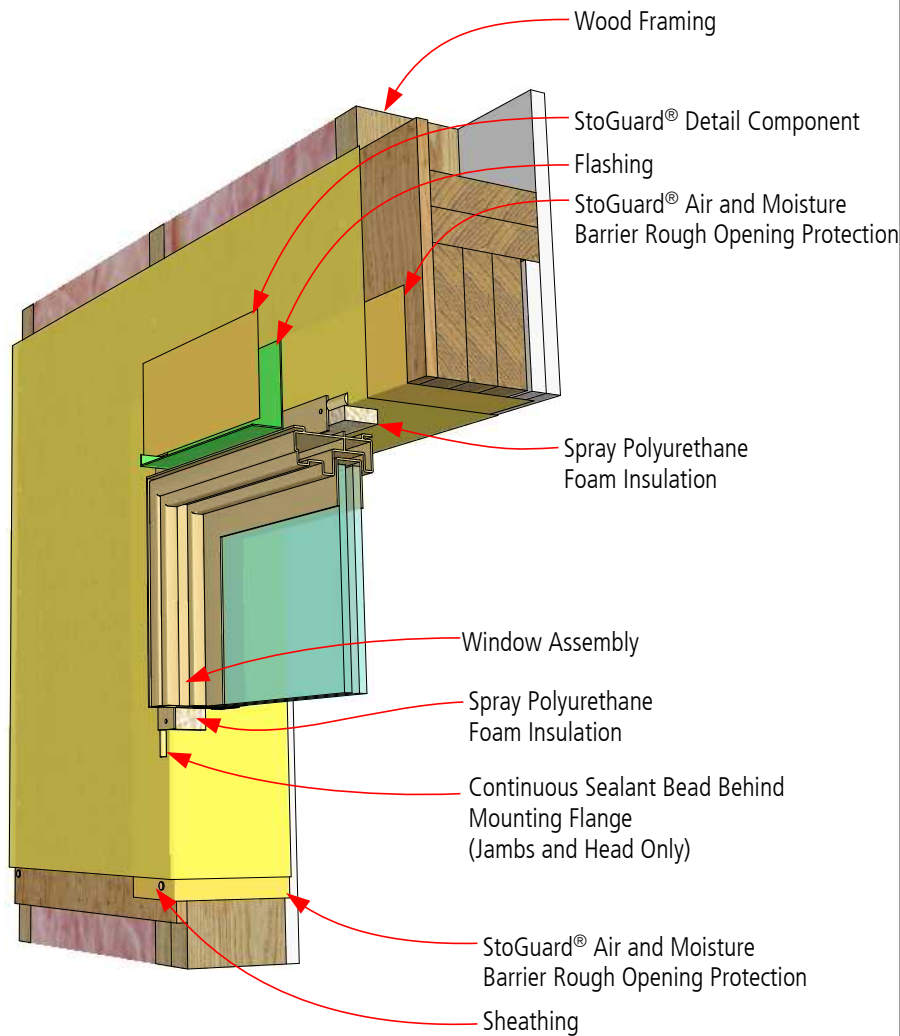 Wood Framing
StoGuard® Detail Component
Flashing
StoGuard® Air and Moisture
Barrier Rough Opening Protection
Spray Polyurethane
Foam Insulation
Window Assembly
Spray Polyurethane
Foam Insulation
Continuous Sealant Bead Behind
Mounting Flange
(Jambs and Head Only)
StoGuard® Air and Moisture
Barrier Rough Opening Protection
Sheathing